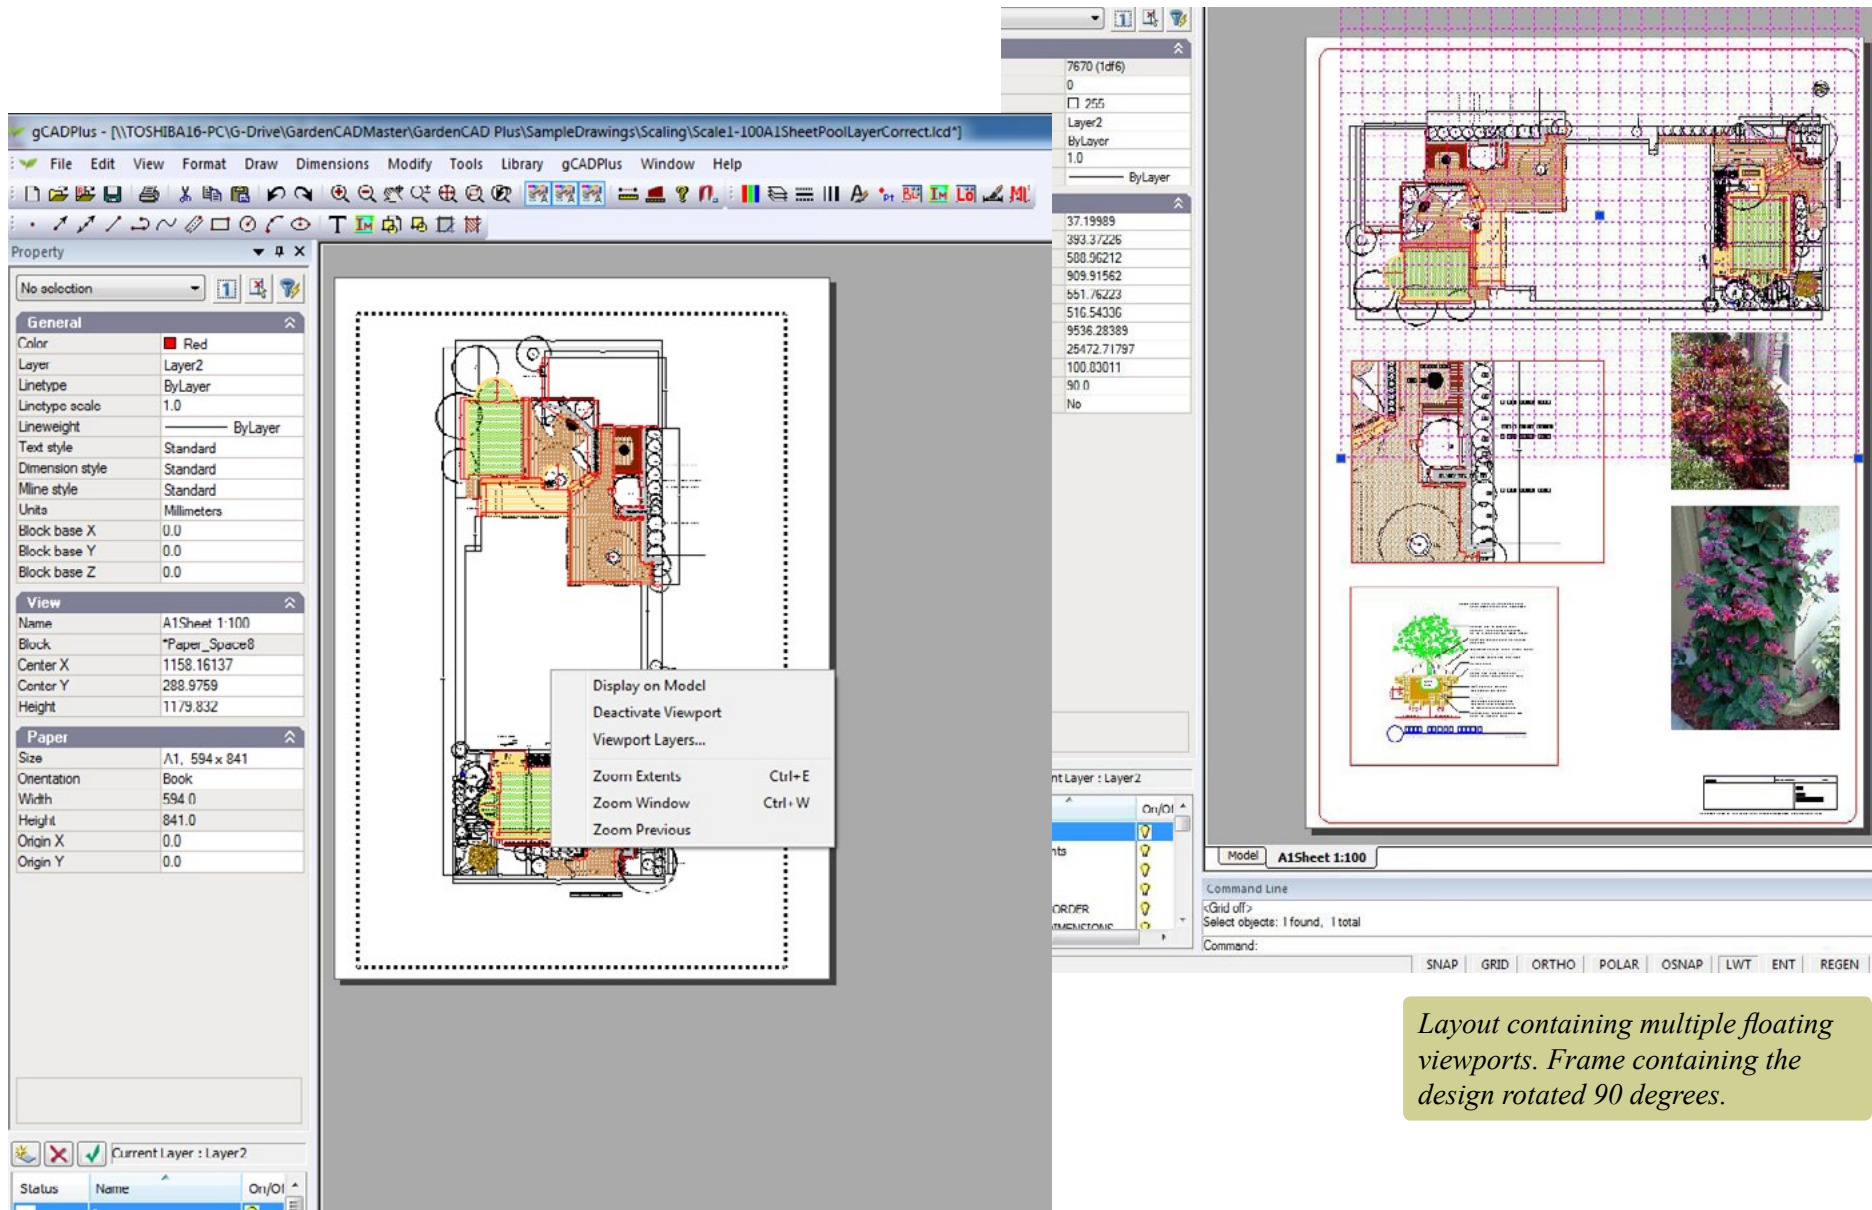 gCADPlus - [\\TOSHIBA16-PC\G-Drive\GardenCADMaster\GardenCAD Plus\SampleDrawings\Scaling\Scale1-100A1SheetPoolLayerCorrect.lcd*]
File Edit View Format Draw Dimensions Modify Tools Library gCADPlus Window Help
Property
No selection
General
Color Red
Layer Layer2
Linetype ByLayer
Linetype scale 1.0
Lineweight ByLayer
Text style Standard
Dimension style Standard
Mline style Standard
Units Millimeters
Block base X 0.0
Block base Y 0.0
Block base Z 0.0
View
Name A1Sheet 1:100
Block *Paper_Space8
Center X 1158.16137
Center Y 288.9759
Height 1179.832
Paper
Size A1, 594 x 841
Orientation Book
Width 594.0
Height 841.0
Origin X 0.0
Origin Y 0.0
Current Layer : Layer2
Status Name On/Of
Display on Model
Deactivate Viewport
Viewport Layers...
Zoom Extents Ctrl+E
Zoom Window Ctrl+W
Zoom Previous
7670 (1df6)
0
255
Layer2
ByLayer
1.0
ByLayer
37.19989
393.37226
588.96212
909.91562
551.76223
516.54336
9536.28389
25472.71797
100.83011
90.0
No
nt Layer : Layer2
On/Of
nts
ORDER
DIMENSIONS
Model A1Sheet 1:100
Command Line
<Grid off>
Select objects: 1 found, 1 total
Command:
SNAP GRID ORTHO POLAR OSNAP LWT ENT REGEN
Layout containing multiple floating
viewports. Frame containing the
design rotated 90 degrees.